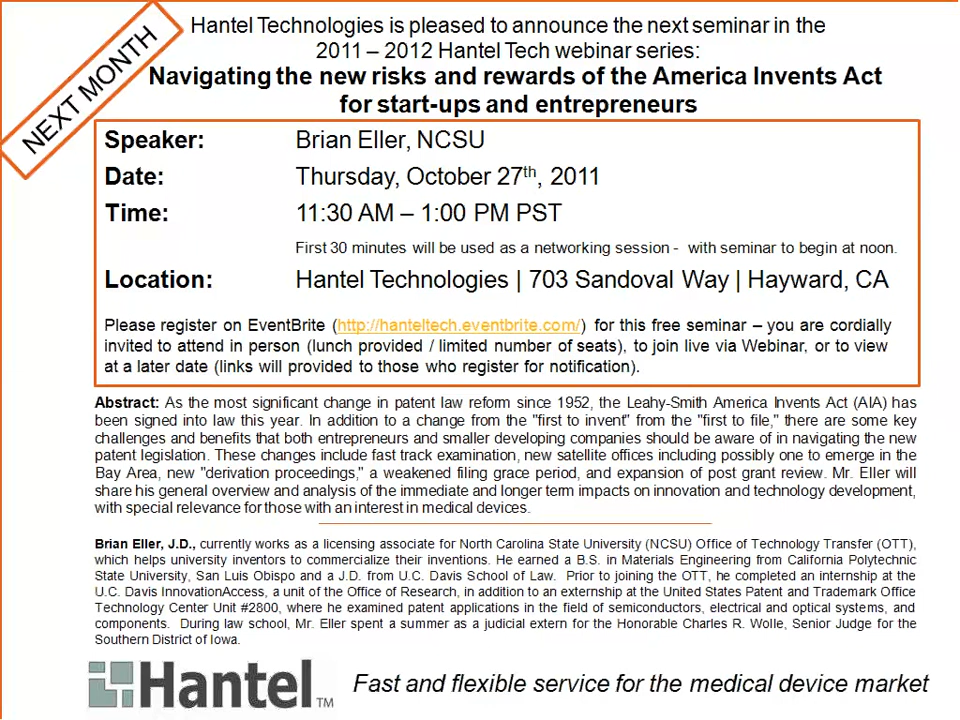 NEXT MONTH
Hantel Technologies is pleased to announce the next seminar in the
2011 – 2012 Hantel Tech webinar series:
Navigating the new risks and rewards of the America Invents Act
for start-ups and entrepreneurs
Speaker: Brian Eller, NCSU
Date: Thursday, October 27th, 2011
Time: 11:30 AM – 1:00 PM PST
First 30 minutes will be used as a networking session - with seminar to begin at noon.
Location: Hantel Technologies | 703 Sandoval Way | Hayward, CA
Please register on EventBrite (http://hanteltech.eventbrite.com/) for this free seminar – you are cordially
invited to attend in person (lunch provided / limited number of seats), to join live via Webinar, or to view
at a later date (links will provided to those who register for notification).
Abstract: As the most significant change in patent law reform since 1952, the Leahy-Smith America Invents Act (AIA) has
been signed into law this year. In addition to a change from the "first to invent" from the "first to file," there are some key
challenges and benefits that both entrepreneurs and smaller developing companies should be aware of in navigating the new
patent legislation. These changes include fast track examination, new satellite offices including possibly one to emerge in the
Bay Area, new "derivation proceedings," a weakened filing grace period, and expansion of post grant review. Mr. Eller will
share his general overview and analysis of the immediate and longer term impacts on innovation and technology development,
with special relevance for those with an interest in medical devices.
Brian Eller, J.D., currently works as a licensing associate for North Carolina State University (NCSU) Office of Technology Transfer (OTT),
which helps university inventors to commercialize their inventions. He earned a B.S. in Materials Engineering from California Polytechnic
State University, San Luis Obispo and a J.D. from U.C. Davis School of Law. Prior to joining the OTT, he completed an internship at the
U.C. Davis InnovationAccess, a unit of the Office of Research, in addition to an externship at the United States Patent and Trademark Office
Technology Center Unit #2800, where he examined patent applications in the field of semiconductors, electrical and optical systems, and
components. During law school, Mr. Eller spent a summer as a judicial extern for the Honorable Charles R. Wolle, Senior Judge for the
Southern District of Iowa.
Hantel TM
Fast and flexible service for the medical device market